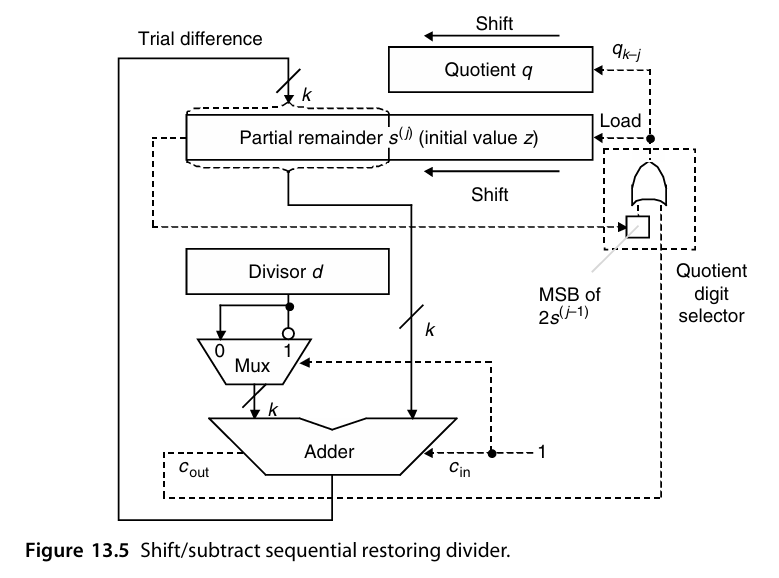 Shift
Trial difference
q_{k–j}
Quotient q
k
Load
Partial remainder s^{(j)} (initial value z)
Shift
Divisor d
MSB of
2s^{(j–1)}
Quotient
digit
selector
k
0 1
Mux
k
Adder
c_{out}
c_{in}
1
Figure 13.5 Shift/subtract sequential restoring divider.